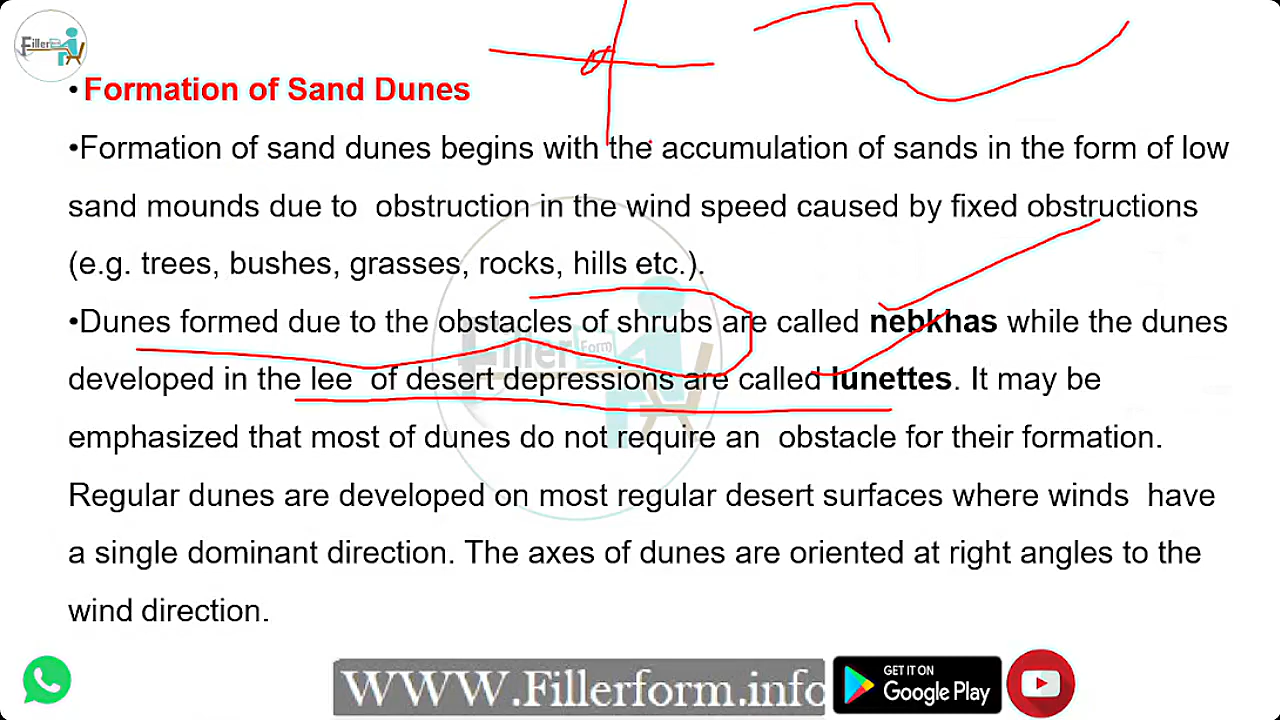 Filler
•Formation of Sand Dunes
•Formation of sand dunes begins with the accumulation of sands in the form of low
sand mounds due to obstruction in the wind speed caused by fixed obstructions
(e.g. trees, bushes, grasses, rocks, hills etc.).
•Dunes formed due to the obstacles of shrubs are called nebkhas while the dunes
Filler Form
developed in the lee of desert depressions are called lunettes. It may be
emphasized that most of dunes do not require an obstacle for their formation.
Regular dunes are developed on most regular desert surfaces where winds have
a single dominant direction. The axes of dunes are oriented at right angles to the
wind direction.
WWW.Fillerform.info
GET IT ON
Google Play